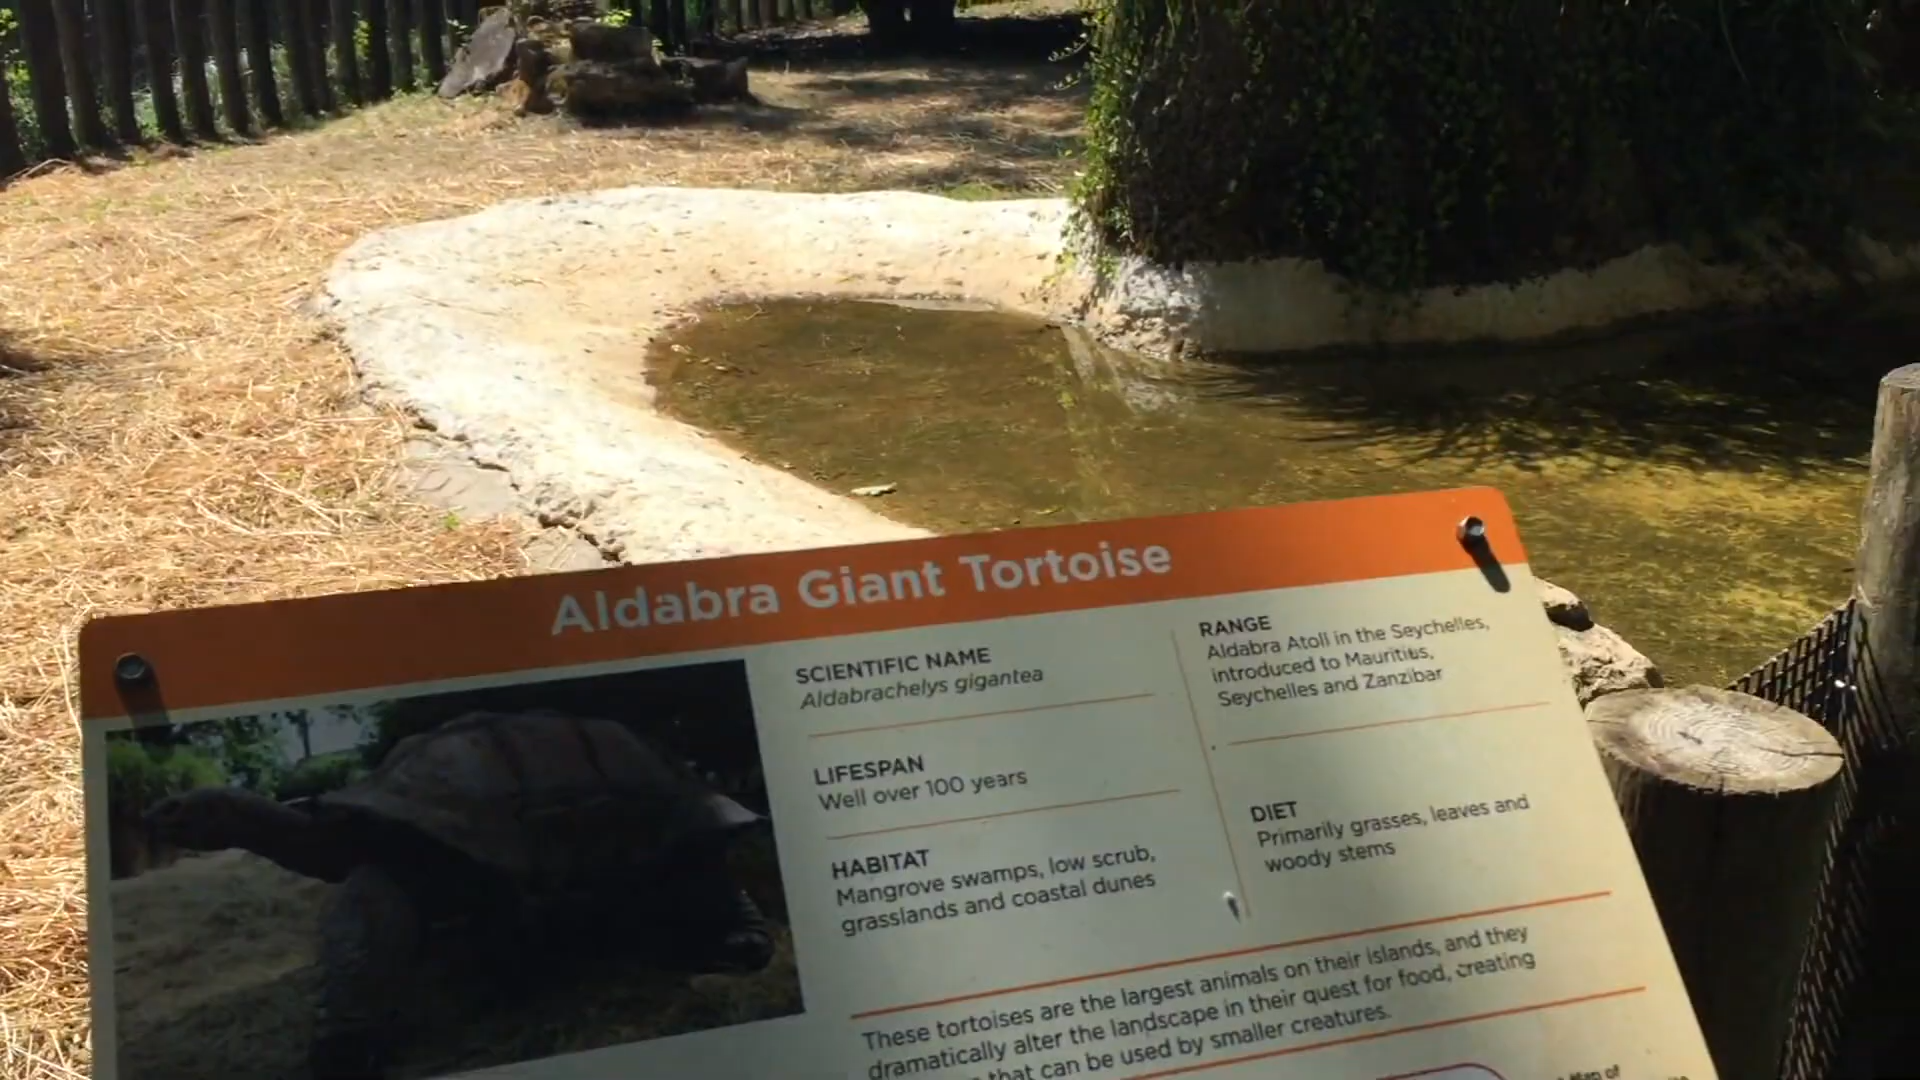 Aldabra Giant Tortoise
SCIENTIFIC NAME
Aldabrachelys gigantea
LIFESPAN
Well over 100 years
HABITAT
Mangrove swamps, low scrub,
grasslands and coastal dunes
RANGE
Aldabra Atoll in the Seychelles,
introduced to Mauritius,
Seychelles and Zanzibar
DIET
Primarily grasses, leaves and
woody stems
These tortoises are the largest animals on their islands, and they
dramatically alter the landscape in their quest for food, creating
that can be used by smaller creatures.
Map of